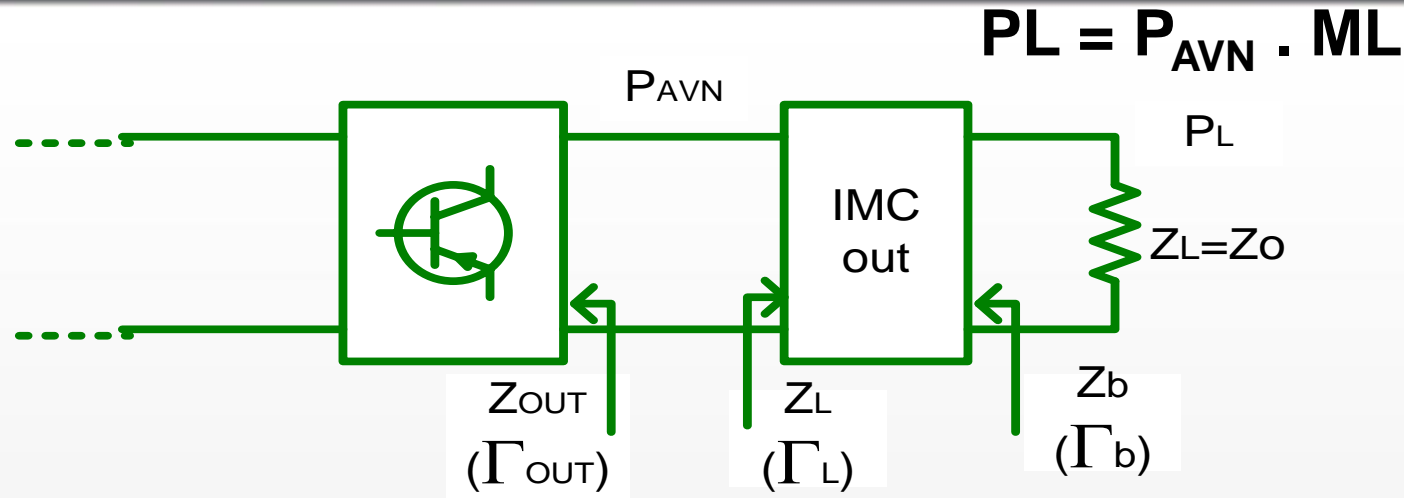 PL = PAVN . ML
PAVN
PL
IMC
out
ZL=Zo
ZOUT
(ΓOUT)
ZL
(ΓL)
Zb
(Γb)